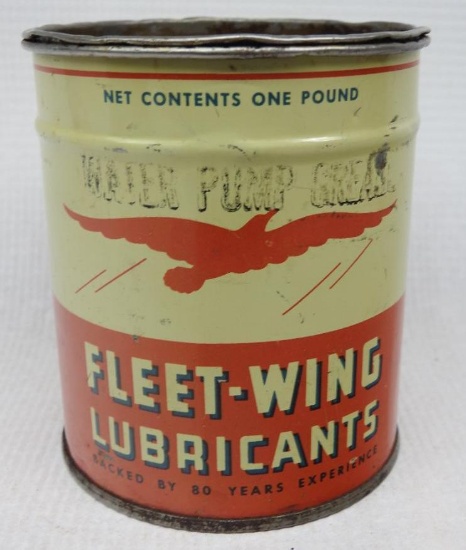 NET CONTENTS ONE POUND
WATER PUMP GREASE
FLEET-WING
LUBRICANTS
BACKED BY 80 YEARS EXPERIENCE